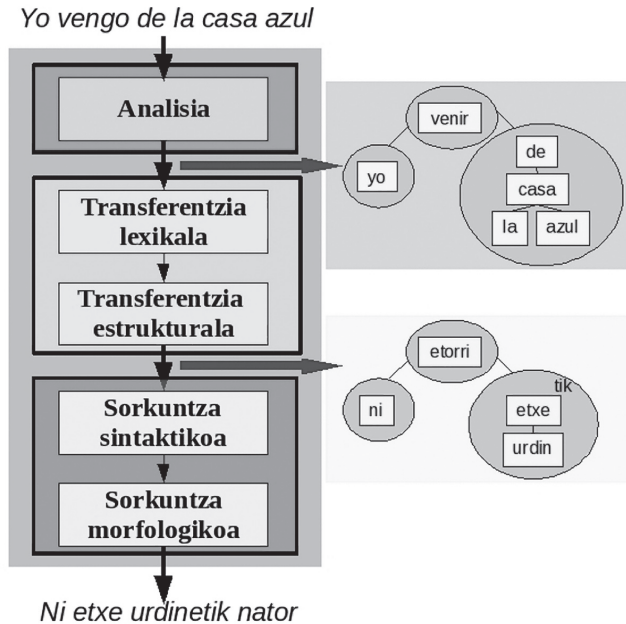 Yo vengo de la casa azul
Analisia
Transferentzia
lexikala
Transferentzia
estrukturala
Sorkuntza
sintaktikoa
Sorkuntza
morfologikoa
Ni etxe urdinetik nator
venir
yo
de
casa
la azul
etorri
ni
tik
etxe
urdin